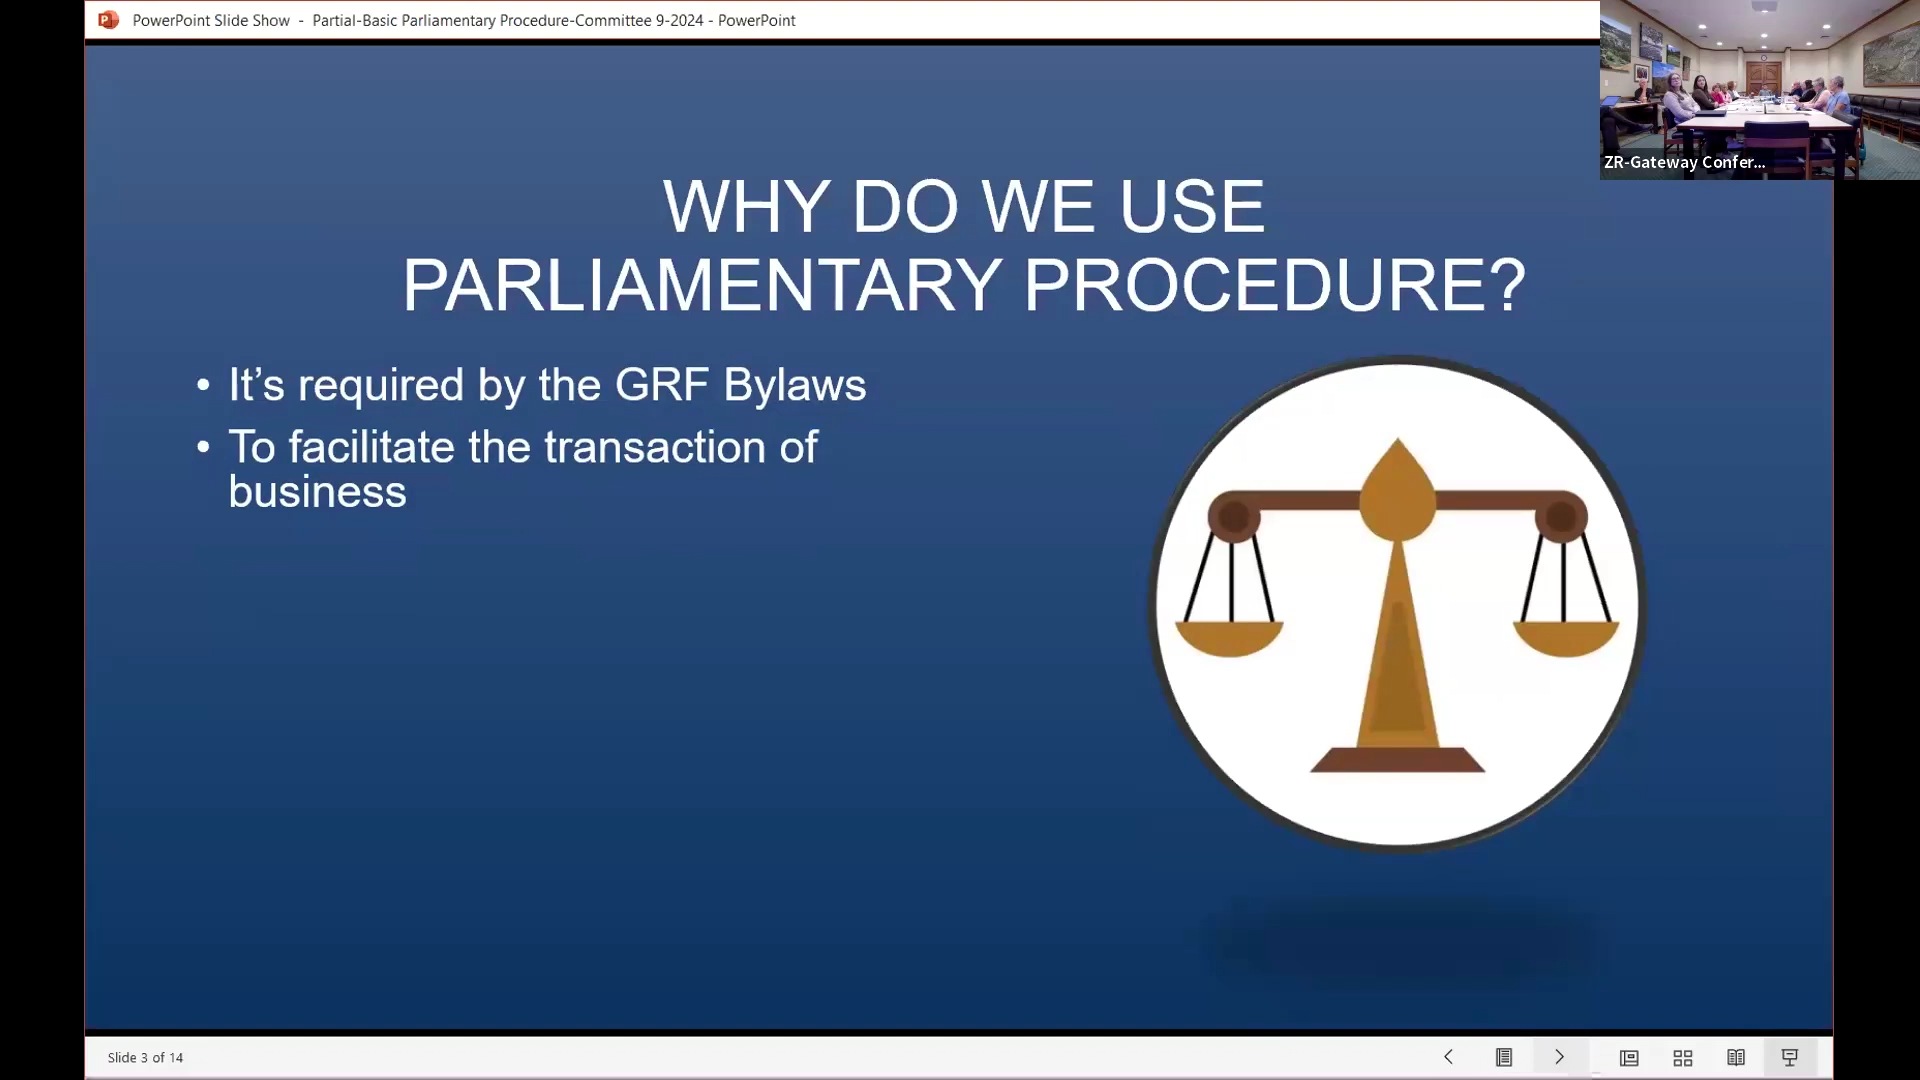 PowerPoint Slide Show - Partial-Basic Parliamentary Procedure-Committee 9-2024 - PowerPoint
ZR-Gateway Confer...
WHY DO WE USE
PARLIAMENTARY PROCEDURE?
• It’s required by the GRF Bylaws
• To facilitate the transaction of
business
Slide 3 of 14